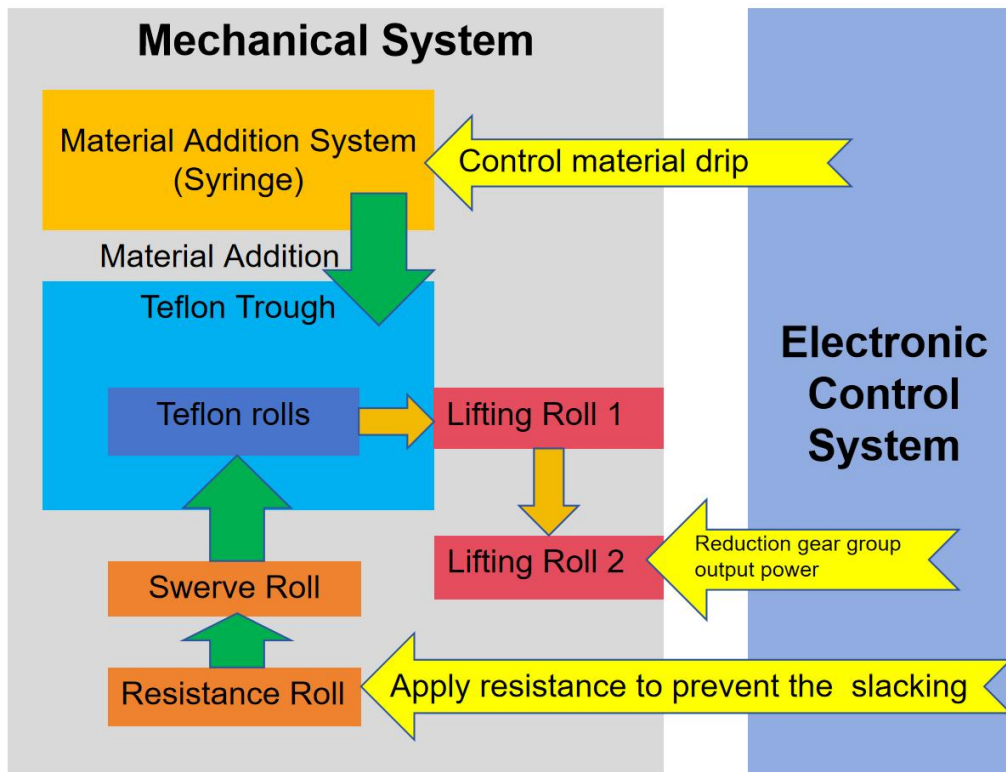 Mechanical System
Material Addition System
(Syringe)
Control material drip
Material Addition
Teflon Trough
Teflon rolls
Lifting Roll 1
Electronic
Control
System
Lifting Roll 2
Reduction gear group
output power
Swerve Roll
Resistance Roll
Apply resistance to prevent the  slacking